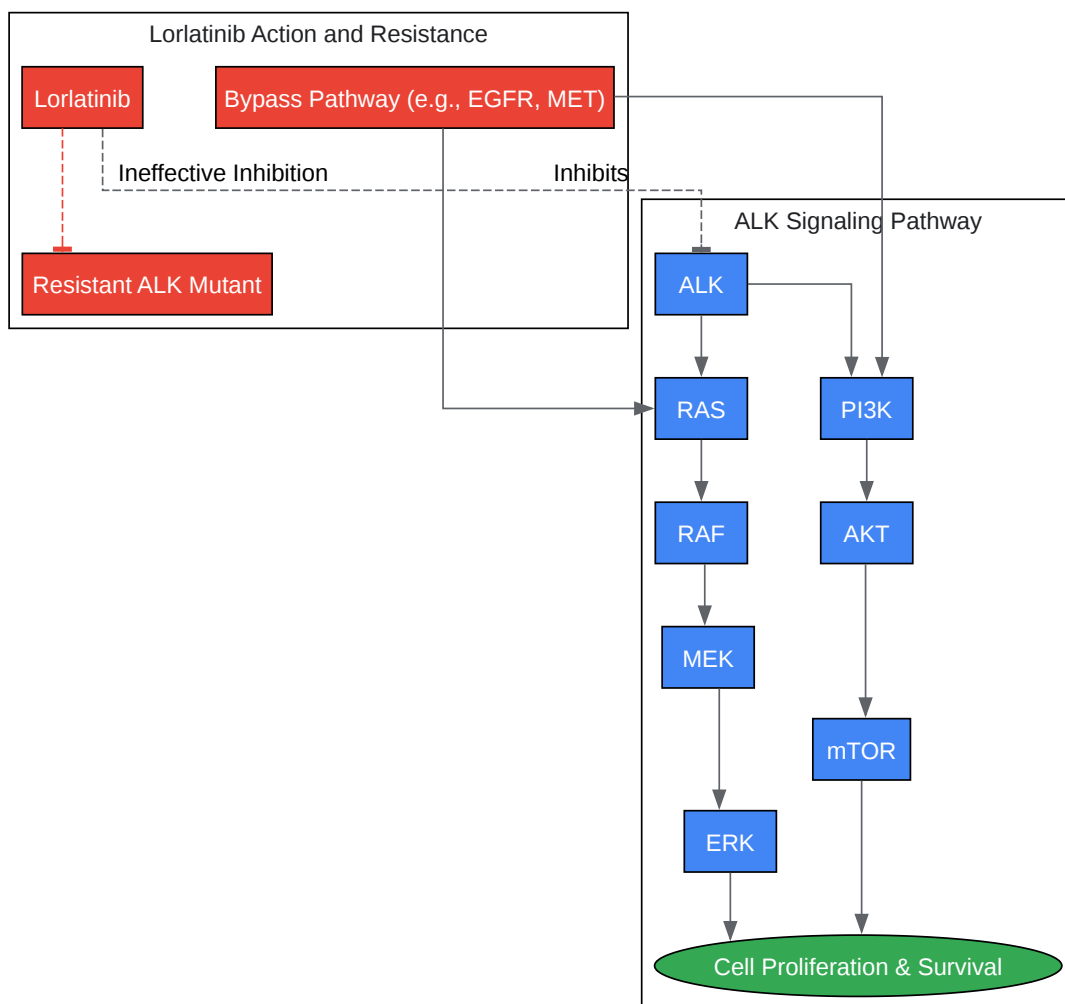 Lorlatinib Action and Resistance
Lorlatinib
Bypass Pathway (e.g., EGFR, MET)
Ineffective Inhibition
Inhibits
Resistant ALK Mutant
ALK Signaling Pathway
ALK
RAS
PI3K
RAF
AKT
MEK
mTOR
ERK
Cell Proliferation & Survival